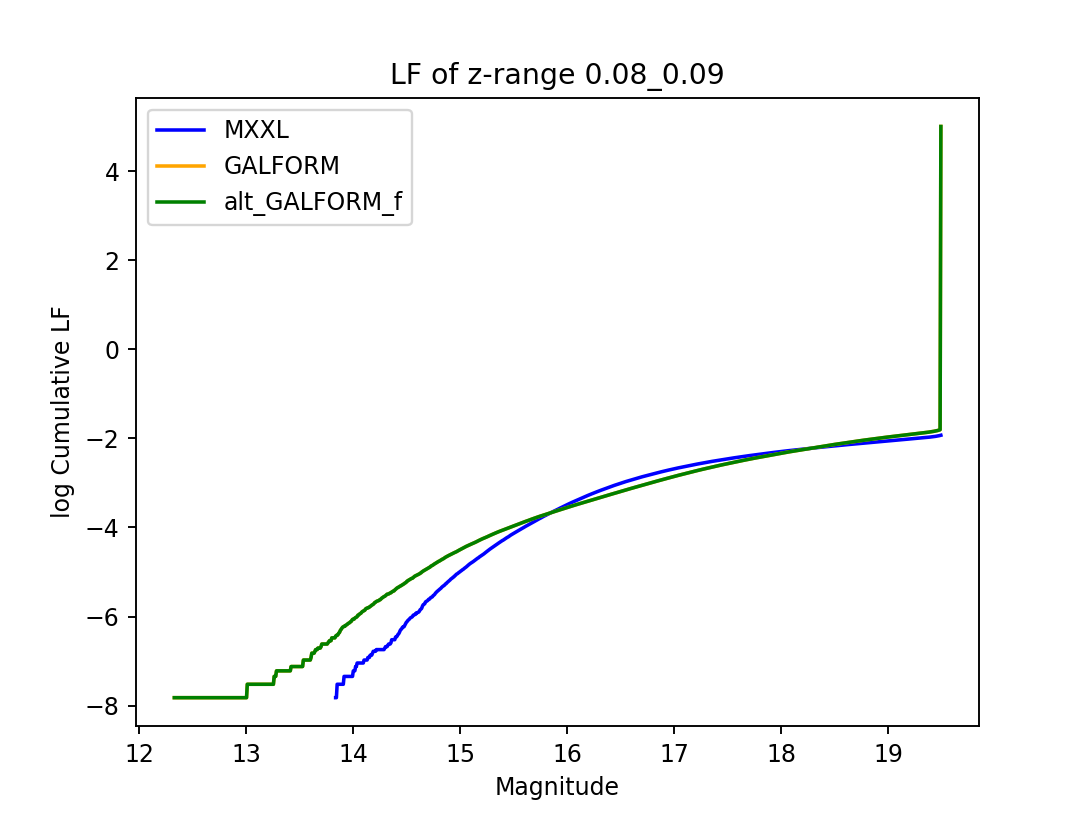 LF of z-range 0.08_0.09
MXXL
GALFORM
alt_GALFORM_f
log Cumulative LF
4
2
0
−2
−4
−6
−8
12 13 14 15 16 17 18 19
Magnitude